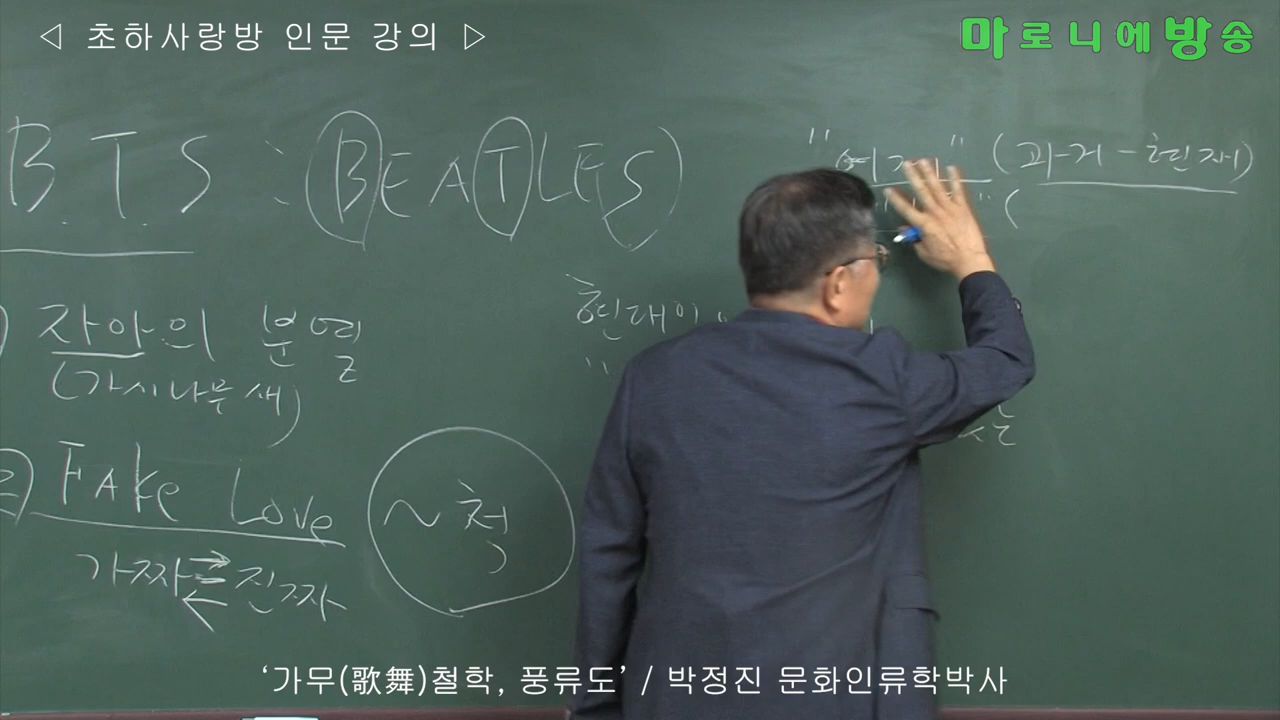 ◁ 초하사랑방 인문 강의 ▷
마로니에방송
B.T.S : BEATLES
(과거-현재)
" (
자아의 분열
(가시나무새)
현대
"
2) FAke Love
~척
는
가짜 ⇄ 진짜
‘가무(歌舞)철학, 풍류도’ / 박정진 문화인류학박사